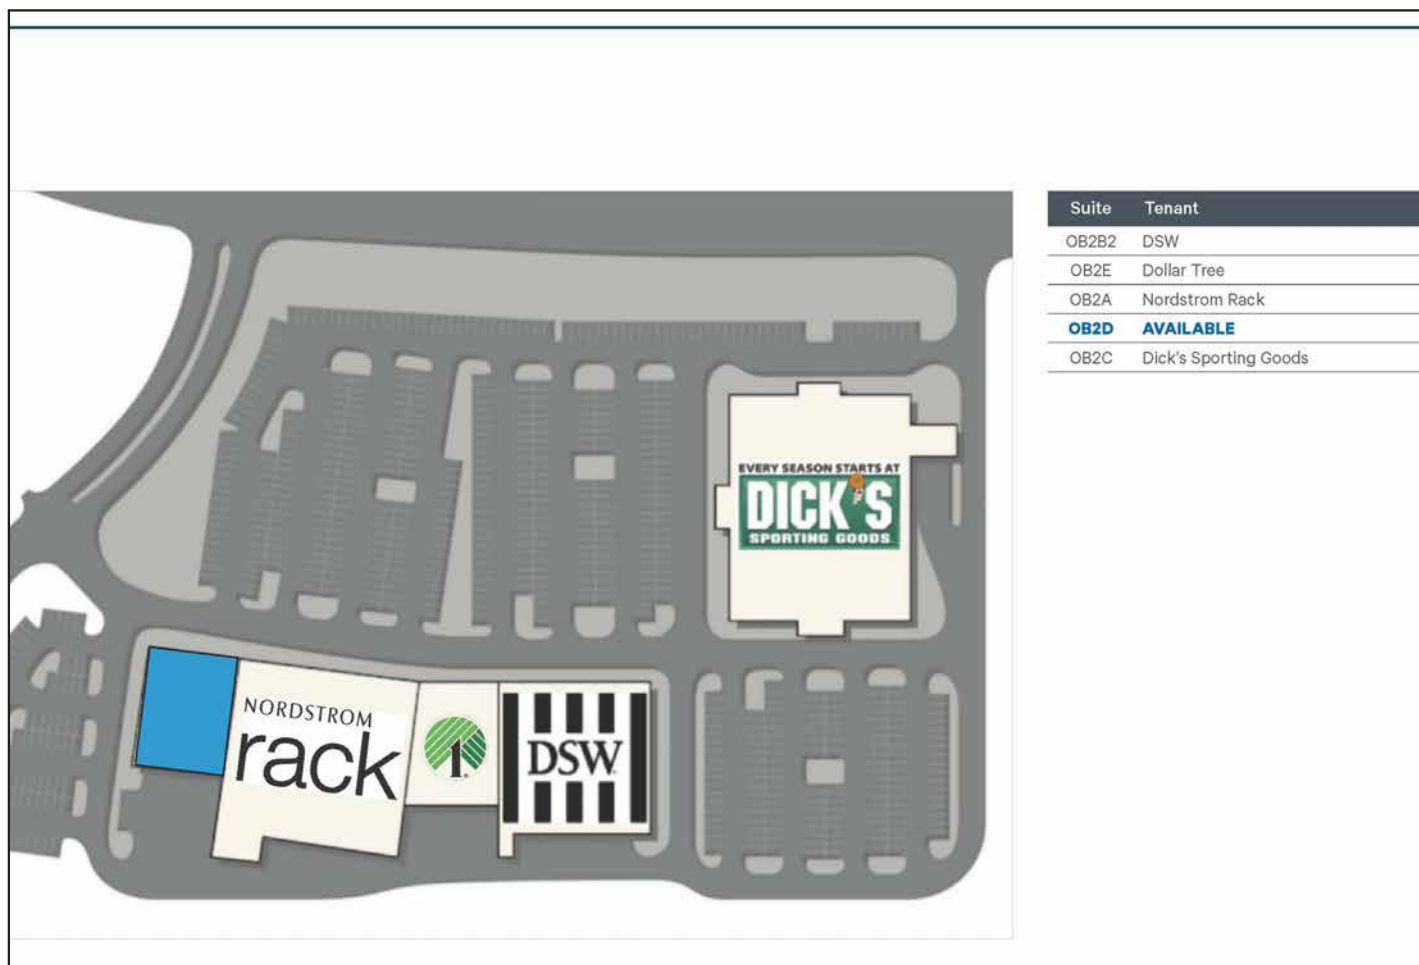 Suite Tenant
OB2B2 DSW
OB2E Dollar Tree
OB2A Nordstrom Rack
OB2D AVAILABLE
OB2C Dick's Sporting Goods
EVERY SEASON STARTS AT
DICK'S
SPORTING GOODS
NORDSTROM
rack
1
DSW